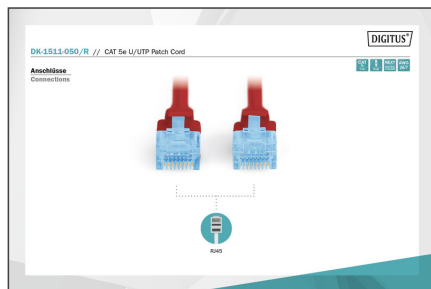 DIGITUS®
DK-1511-050/R // CAT 5e U/UTP Patch Cord
Anschlüsse
Connections
RJ45